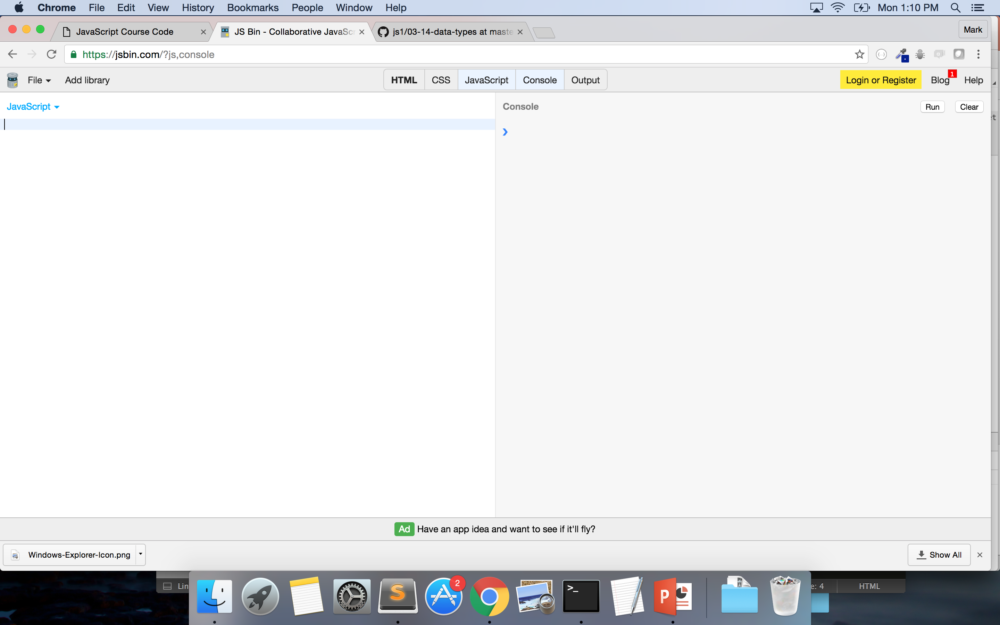 Chrome File Edit View History Bookmarks People Window Help Mon 1:10 PM
JavaScript Course Code JS Bin - Collaborative JavaScr js1/03-14-data-types at maste Mark
https://jsbin.com/?js,console
File Add library HTML CSS JavaScript Console Output Login or Register Blog 1 Help
JavaScript Console Run Clear
Ad Have an app idea and want to see if it'll fly?
Windows-Explorer-Icon.png Show All
2
Lin e: 4 HTML